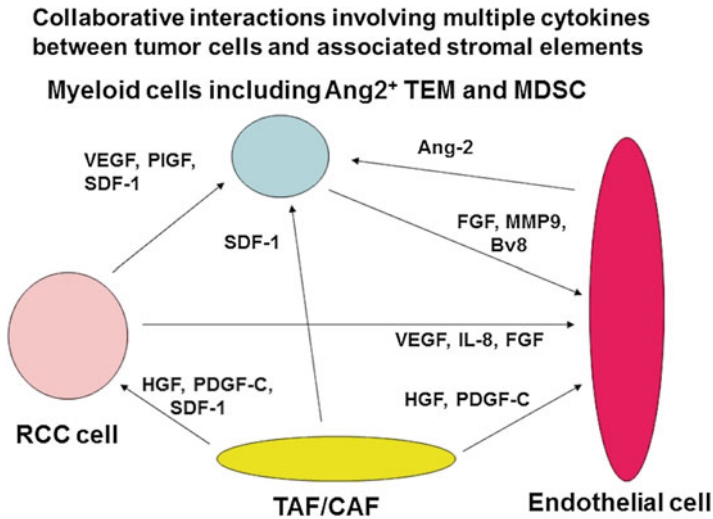 Collaborative interactions involving multiple cytokines
between tumor cells and associated stromal elements
Myeloid cells including Ang2+ TEM and MDSC
VEGF, PlGF,
SDF-1
Ang-2
SDF-1
FGF, MMP9,
Bv8
VEGF, IL-8, FGF
HGF, PDGF-C,
SDF-1
HGF, PDGF-C
RCC cell
TAF/CAF
Endothelial cell